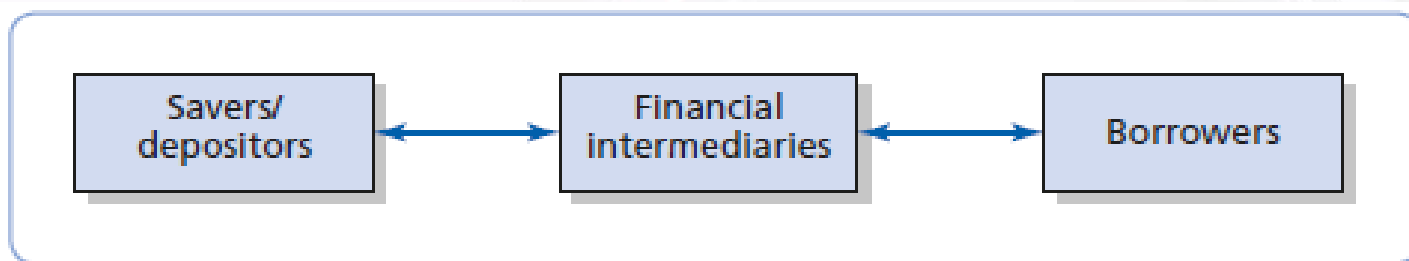 Savers/
depositors
Financial
intermediaries
Borrowers